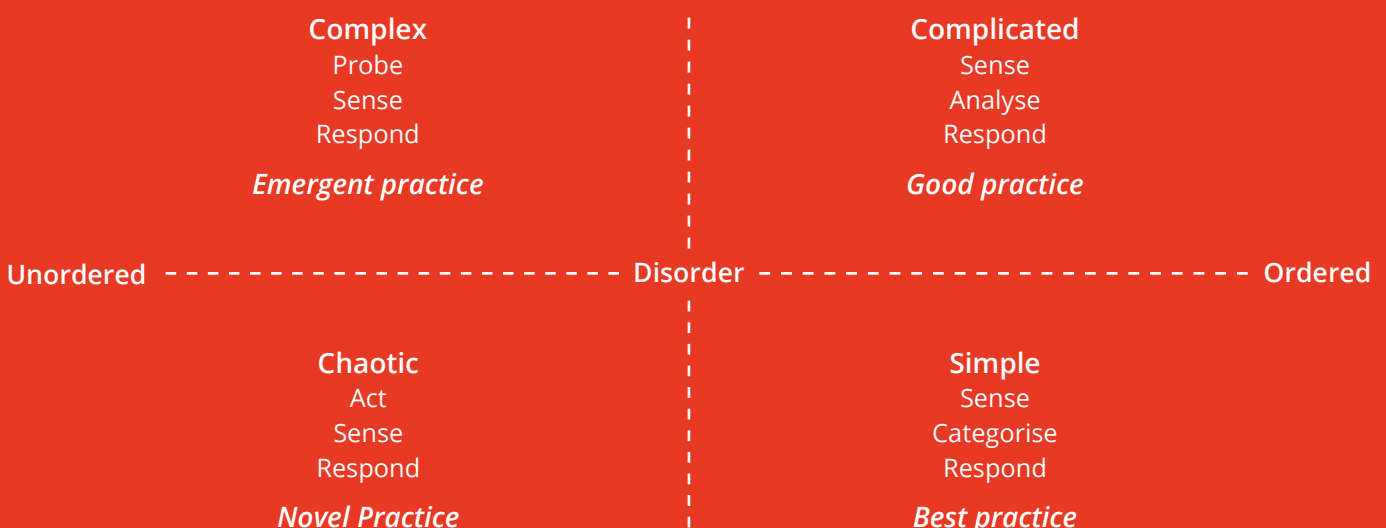 Complex
Probe
Sense
Respond
Emergent practice
Complicated
Sense
Analyse
Respond
Good practice
Unordered
Disorder
Ordered
Chaotic
Act
Sense
Respond
Novel Practice
Simple
Sense
Categorise
Respond
Best practice